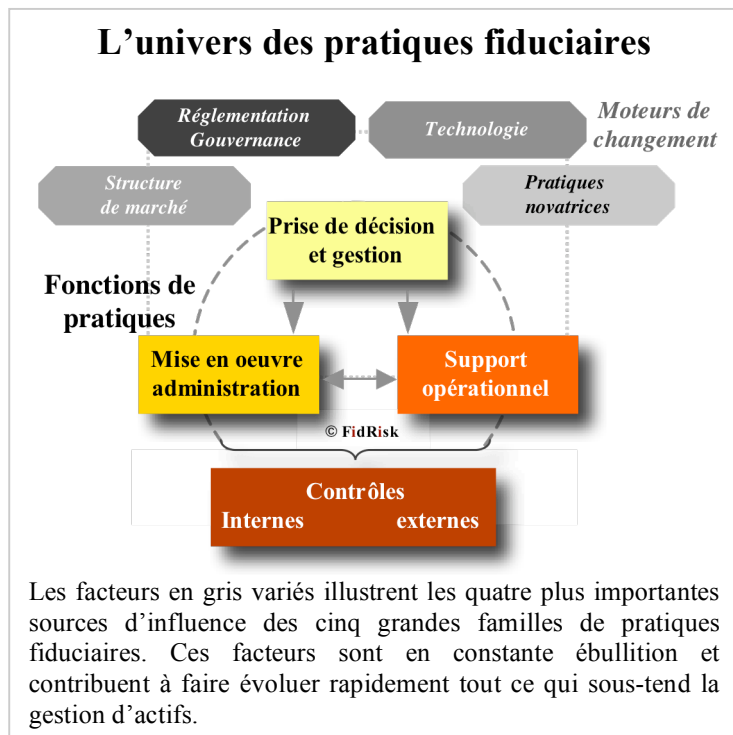 L’univers des pratiques fiduciaires
Réglementation
Gouvernance
Technologie
Moteurs de
changement
Structure
de marché
Pratiques
novatrices
Prise de décision
et gestion
Fonctions de
pratiques
Mise en oeuvre
administration
Support
opérationnel
© FidRisk
Contrôles
Internes externes
Les facteurs en gris variés illustrent les quatre plus importantes
sources d’influence des cinq grandes familles de pratiques
fiduciaires. Ces facteurs sont en constante ébullition et
contribuent à faire évoluer rapidement tout ce qui sous-tend la
gestion d’actifs.